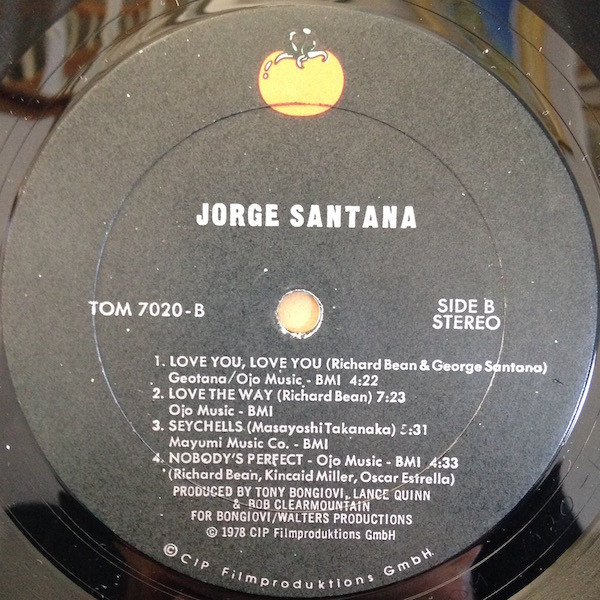 JORGE SANTANA
TOM 7020-B
SIDE B
STEREO
1. LOVE YOU, LOVE YOU (Richard Bean & George Santana)
Geotana/Ojo Music - BMI 4:22
2. LOVE THE WAY (Richard Bean) 7:23
Ojo Music - BMI
3. SEYCHELLS (Masayoshi Takanaka) :31
Mayumi Music Co. - BMI
4. NOBODY'S PERFECT - Ojo Music - BMI 4:33
(Richard Bean, Kincaid Miller, Oscar Estrella)
PRODUCED BY TONY BONGIOVI, LANCE QUINN
& BOB CLEARMOUNTAIN
FOR BONGIOVI/WALTERS PRODUCTIONS
© 1978 CIP Filmproduktions GmbH
© CIP Filmproduktions GmbH.